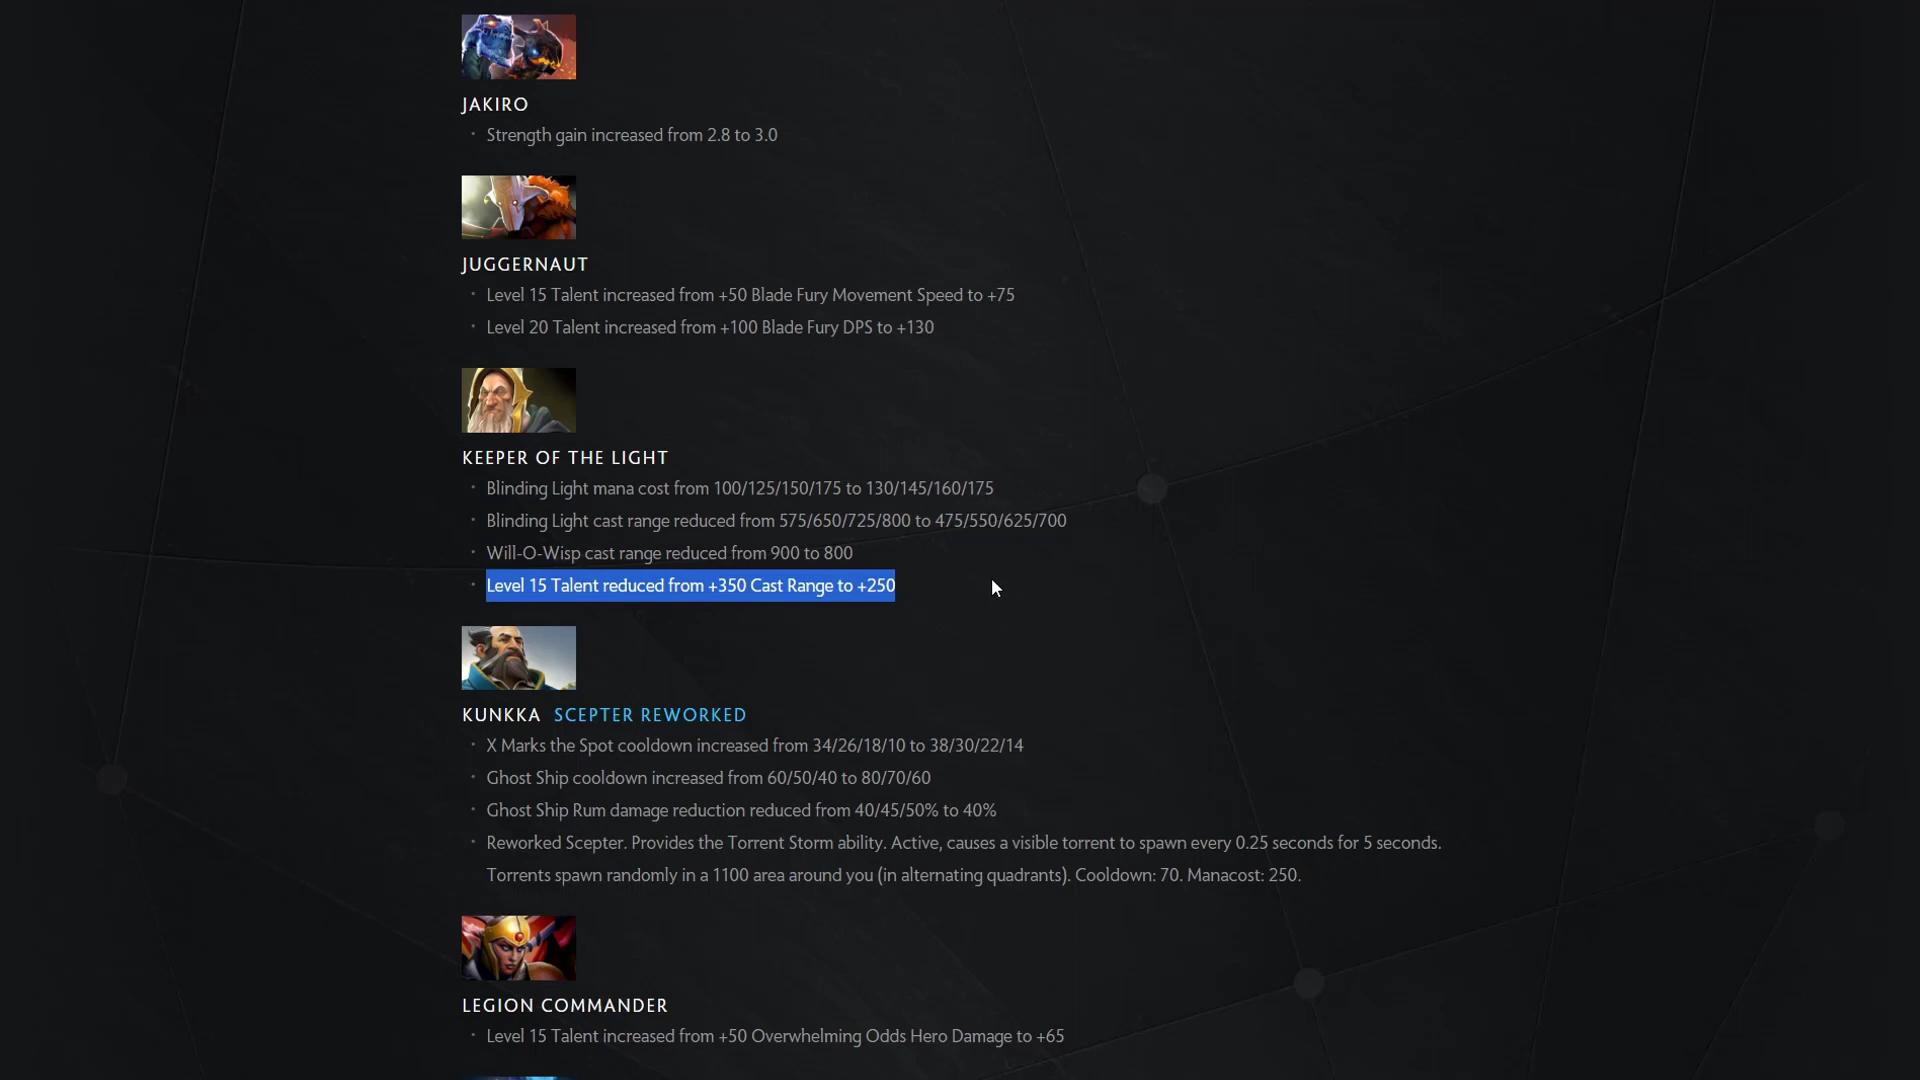 JAKIRO
Strength gain increased from 2.8 to 3.0
JUGGERNAUT
Level 15 Talent increased from +50 Blade Fury Movement Speed to +75
Level 20 Talent increased from +100 Blade Fury DPS to +130
KEEPER OF THE LIGHT
Blinding Light mana cost from 100/125/150/175 to 130/145/160/175
Blinding Light cast range reduced from 575/650/725/800 to 475/550/625/700
Will-O-Wisp cast range reduced from 900 to 800
Level 15 Talent reduced from +350 Cast Range to +250
KUNKKA SCEPTER REWORKED
X Marks the Spot cooldown increased from 34/26/18/10 to 38/30/22/14
Ghost Ship cooldown increased from 60/50/40 to 80/70/60
Ghost Ship Rum damage reduction reduced from 40/45/50% to 40%
Reworked Scepter. Provides the Torrent Storm ability. Active, causes a visible torrent to spawn every 0.25 seconds for 5 seconds.
Torrents spawn randomly in a 1100 area around you (in alternating quadrants). Cooldown: 70. Manacost: 250.
LEGION COMMANDER
Level 15 Talent increased from +50 Overwhelming Odds Hero Damage to +65